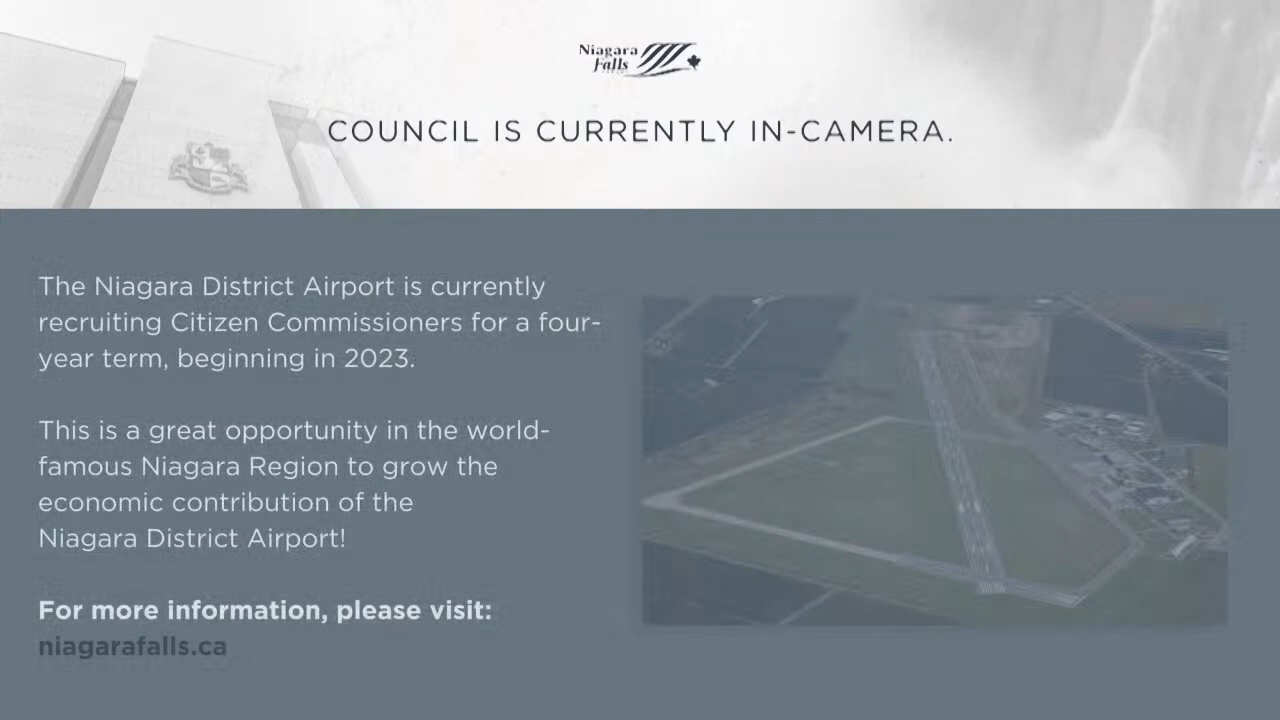 Niagara
Falls
COUNCIL IS CURRENTLY IN-CAMERA.
The Niagara District Airport is currently
recruiting Citizen Commissioners for a four-
year term, beginning in 2023.
This is a great opportunity in the world-
famous Niagara Region to grow the
economic contribution of the
Niagara District Airport!
For more information, please visit:
niagarafalls.ca